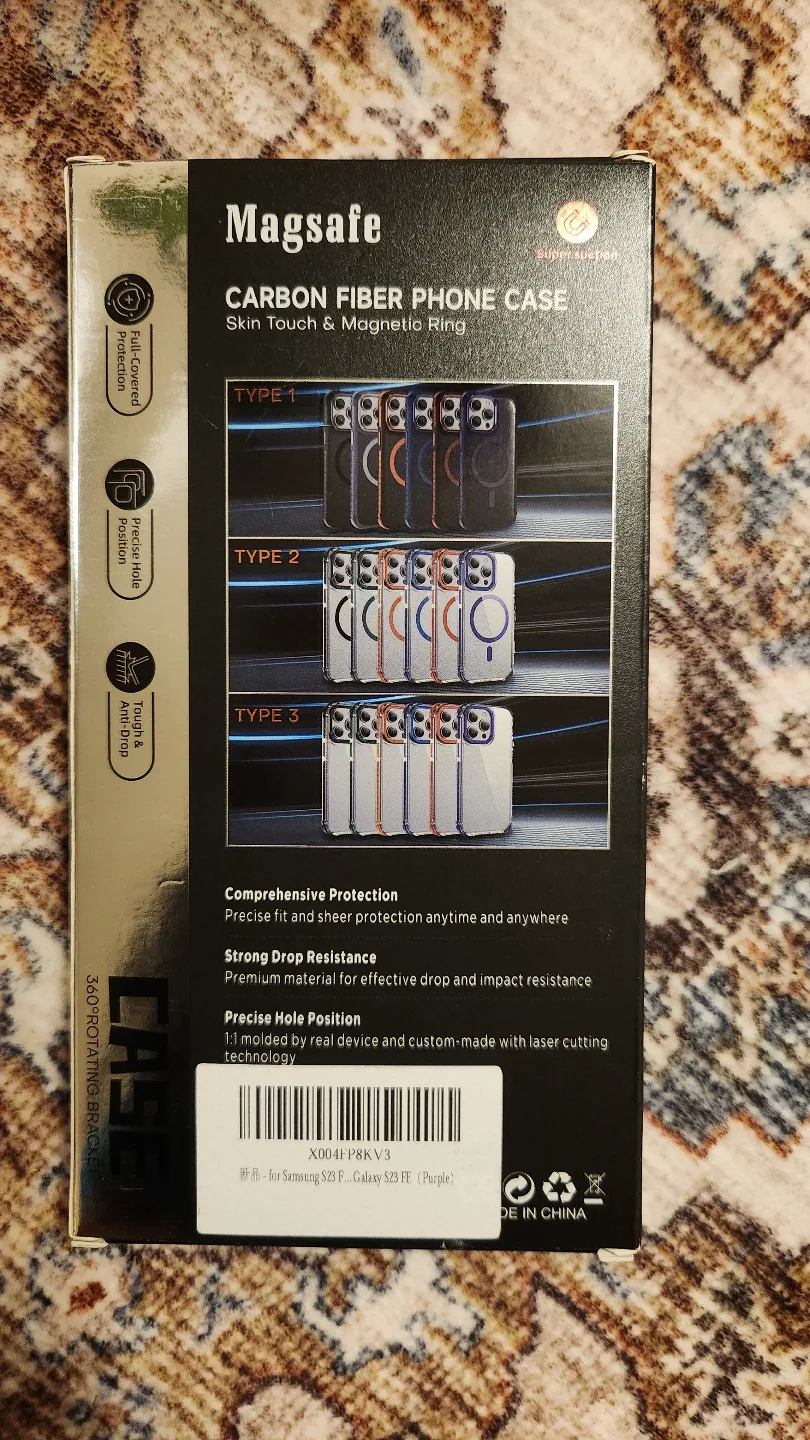 Magsafe
Super suction
CARBON FIBER PHONE CASE
Skin Touch & Magnetic Ring
TYPE 1
TYPE 2
TYPE 3
Comprehensive Protection
Precise fit and sheer protection anytime and anywhere
Strong Drop Resistance
Premium material for effective drop and impact resistance
Precise Hole Position
1:1 molded by real device and custom-made with laser cutting
technology
X004FP8KV3
新品 - for Samsung S23 F... Galaxy S23 FE (Purple)
DE IN CHINA
Full-Covered
Protection
Precise Hole
Position
Tough &
Anti-Drop
CASE
360°ROTATING BRACKET